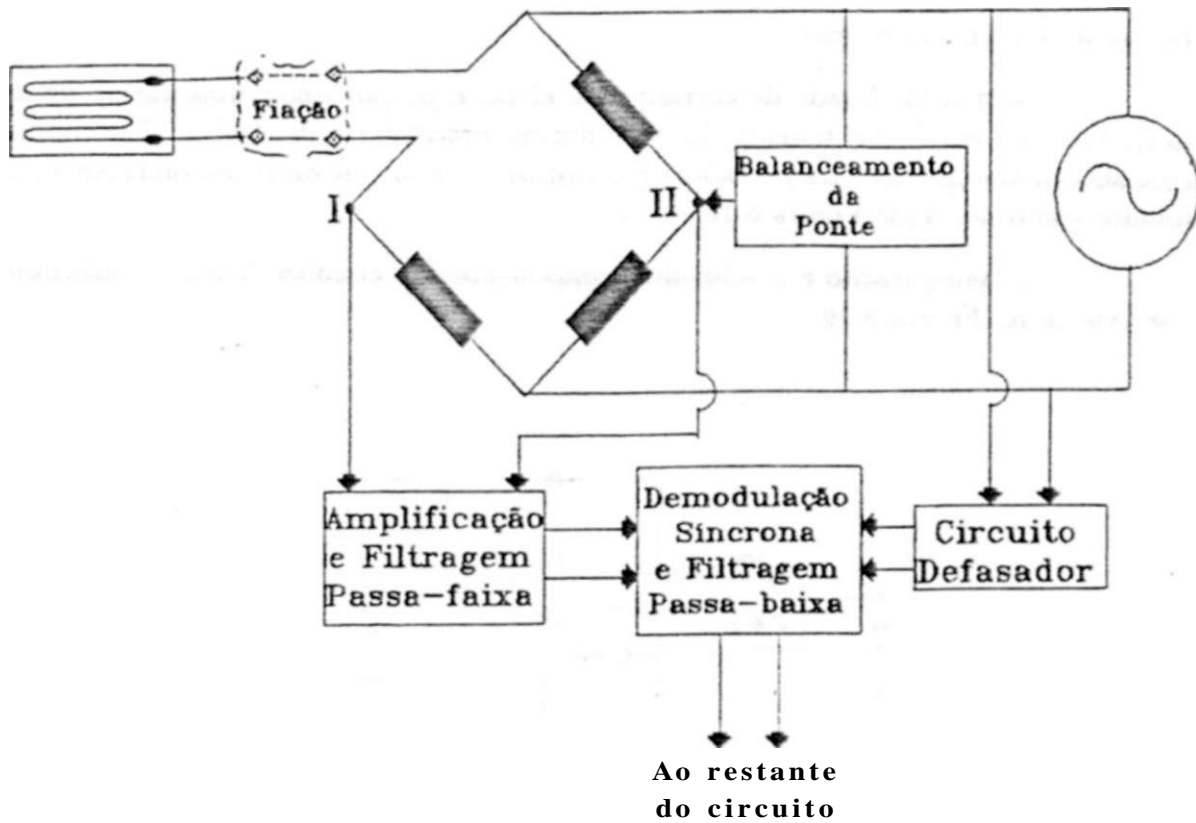 Fiação
I
II
Balanceamento
da
Ponte
Amplificação
e Filtragem
Passa-faixa
Demodulação
Síncrona
e Filtragem
Passa-baixa
Circuito
Defasador
Ao restante
do circuito